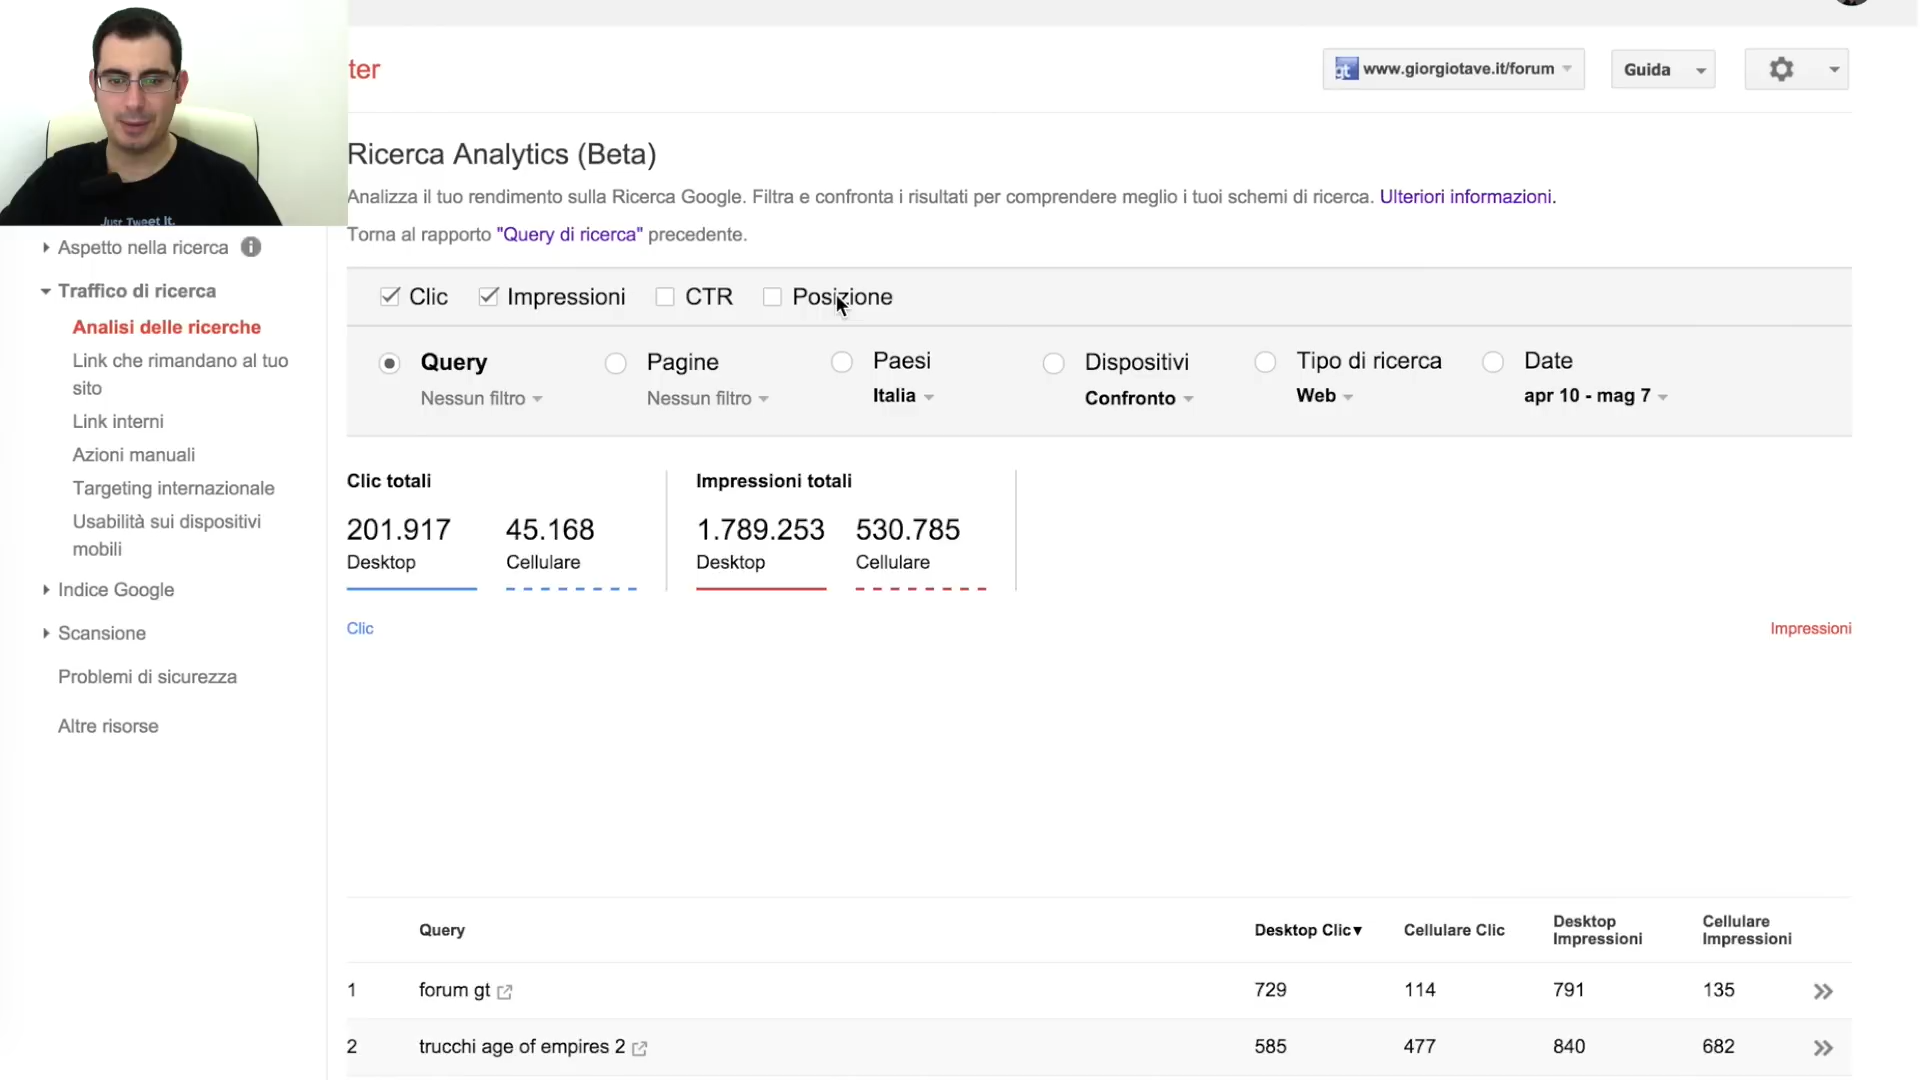 ter
www.giorgiotave.it/forum
Guida
Ricerca Analytics (Beta)
Analizza il tuo rendimento sulla Ricerca Google. Filtra e confronta i risultati per comprendere meglio i tuoi schemi di ricerca. Ulteriori informazioni.
Torna al rapporto "Query di ricerca" precedente.
Just Tweet It.
Aspetto nella ricerca
Traffico di ricerca
Analisi delle ricerche
Link che rimandano al tuo
sito
Link interni
Azioni manuali
Targeting internazionale
Usabilità sui dispositivi
mobili
Indice Google
Scansione
Problemi di sicurezza
Altre risorse
Clic Impressioni CTR Posizione
Query Pagine Paesi Dispositivi Tipo di ricerca Date
Nessun filtro Nessun filtro Italia Confronto Web apr 10 - mag 7
Clic totali Impressioni totali
201.917 45.168 1.789.253 530.785
Desktop Cellulare Desktop Cellulare
Clic Impressioni
Query Desktop Clic▼ Cellulare Clic Desktop Impressioni Cellulare Impressioni
1 forum gt 729 114 791 135
2 trucchi age of empires 2 585 477 840 682